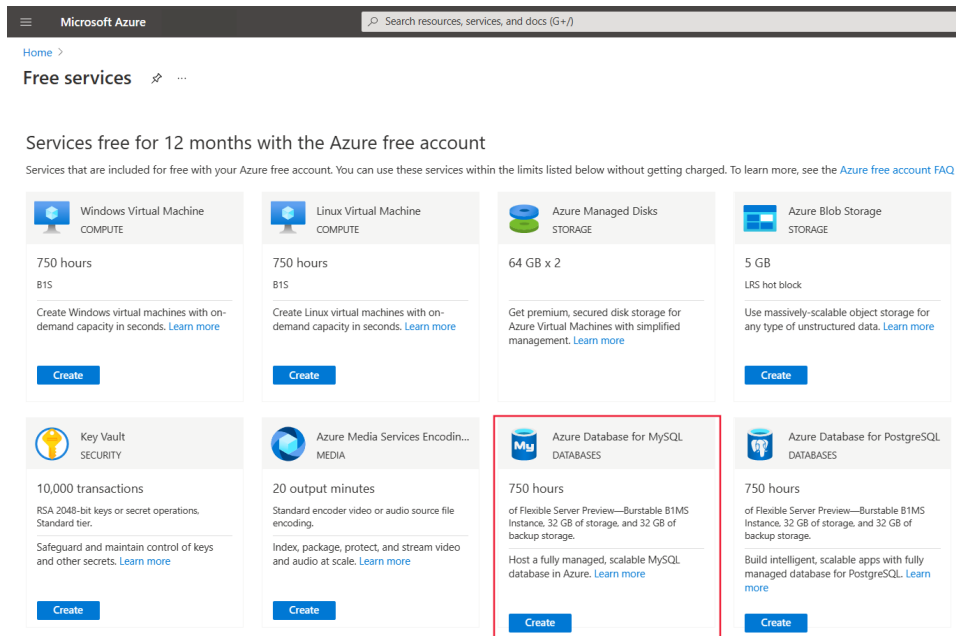 Microsoft Azure
Search resources, services, and docs (G+/)
Home >
Free services
Services free for 12 months with the Azure free account
Services that are included for free with your Azure free account. You can use these services within the limits listed below without getting charged. To learn more, see the Azure free account FAQ
Windows Virtual Machine
COMPUTE
750 hours
B1S
Create Windows virtual machines with on-
demand capacity in seconds. Learn more
Create
Linux Virtual Machine
COMPUTE
750 hours
B1S
Create Linux virtual machines with on-
demand capacity in seconds. Learn more
Create
Azure Managed Disks
STORAGE
64 GB x 2
Get premium, secured disk storage for
Azure Virtual Machines with simplified
management. Learn more
Azure Blob Storage
STORAGE
5 GB
LRS hot block
Use massively-scalable object storage for
any type of unstructured data. Learn more
Create
Key Vault
SECURITY
10,000 transactions
RSA 2048-bit keys or secret operations,
Standard tier.
Safeguard and maintain control of keys
and other secrets. Learn more
Create
Azure Media Services Encodin...
MEDIA
20 output minutes
Standard encoder video or audio source file
encoding.
Index, package, protect, and stream video
and audio at scale. Learn more
Create
My
Azure Database for MySQL
DATABASES
750 hours
of Flexible Server Preview—Burstable B1MS
Instance, 32 GB of storage, and 32 GB of
backup storage.
Host a fully managed, scalable MySQL
database in Azure. Learn more
Create
Azure Database for PostgreSQL
DATABASES
750 hours
of Flexible Server Preview—Burstable B1MS
Instance, 32 GB of storage, and 32 GB of
backup storage.
Build intelligent, scalable apps with fully
managed database for PostgreSQL. Learn
more
Create